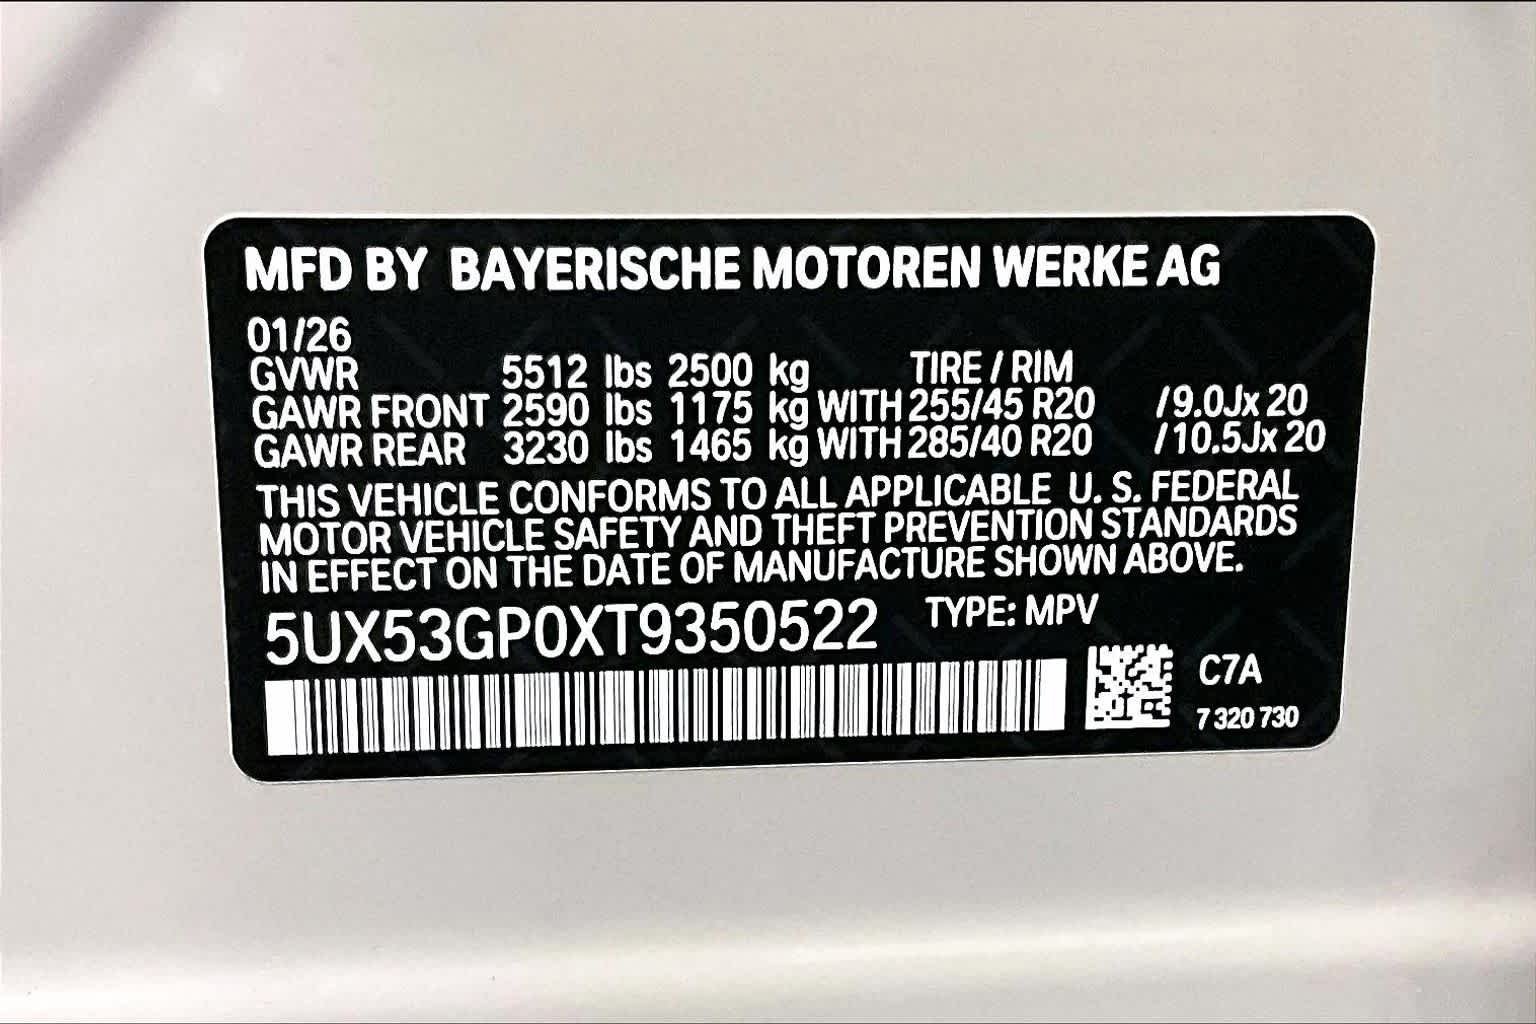 MFD BY BAYERISCHE MOTOREN WERKE AG
01/26
GVWR 5512 lbs 2500 kg TIRE / RIM
GAWR FRONT 2590 lbs 1175 kg WITH 255/45 R20 /9.0Jx 20
GAWR REAR 3230 lbs 1465 kg WITH 285/40 R20 /10.5Jx 20
THIS VEHICLE CONFORMS TO ALL APPLICABLE U. S. FEDERAL
MOTOR VEHICLE SAFETY AND THEFT PREVENTION STANDARDS
IN EFFECT ON THE DATE OF MANUFACTURE SHOWN ABOVE.
5UX53GP0XT9350522 TYPE: MPV
C7A
7 320 730